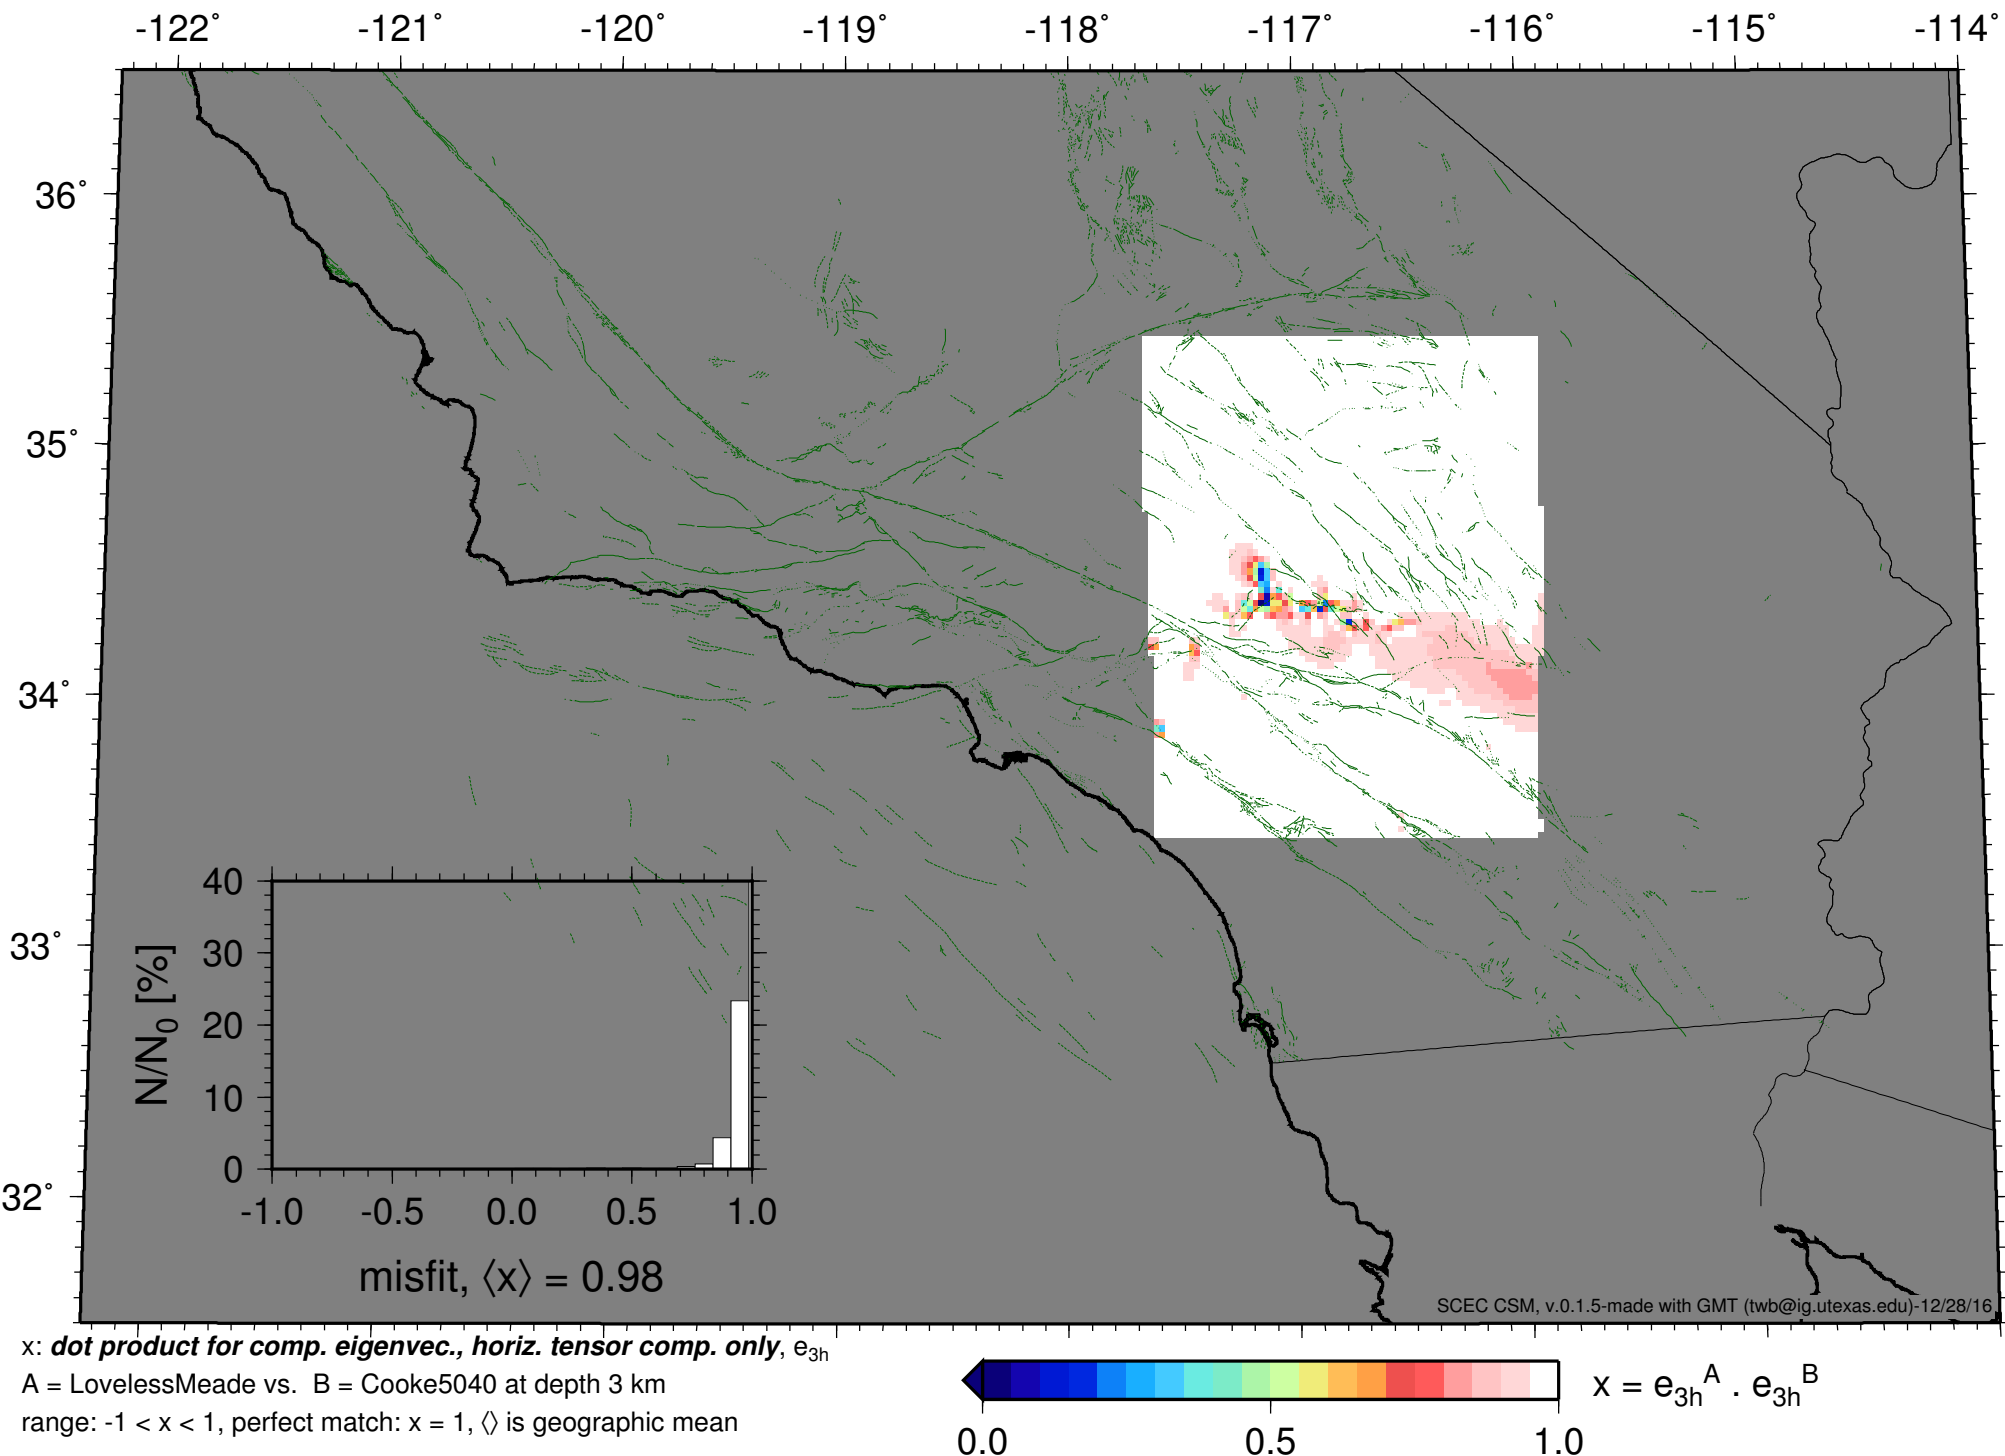 -122° -121° -120° -119° -118° -117° -116° -115° -114°
36°
35°
34°
33°
32°
40
30
20
10
0
N/N0 [%]
-1.0 -0.5 0.0 0.5 1.0
misfit, ⟨x⟩ = 0.98
SCEC CSM, v.0.1.5-made with GMT (twb@ig.utexas.edu)-12/28/16
x: dot product for comp. eigenvec., horiz. tensor comp. only, e3h
A = LovelessMeade vs. B = Cooke5040 at depth 3 km
range: -1 < x < 1, perfect match: x = 1, ⟨⟩ is geographic mean
x = e3hA . e3hB
0.0 0.5 1.0